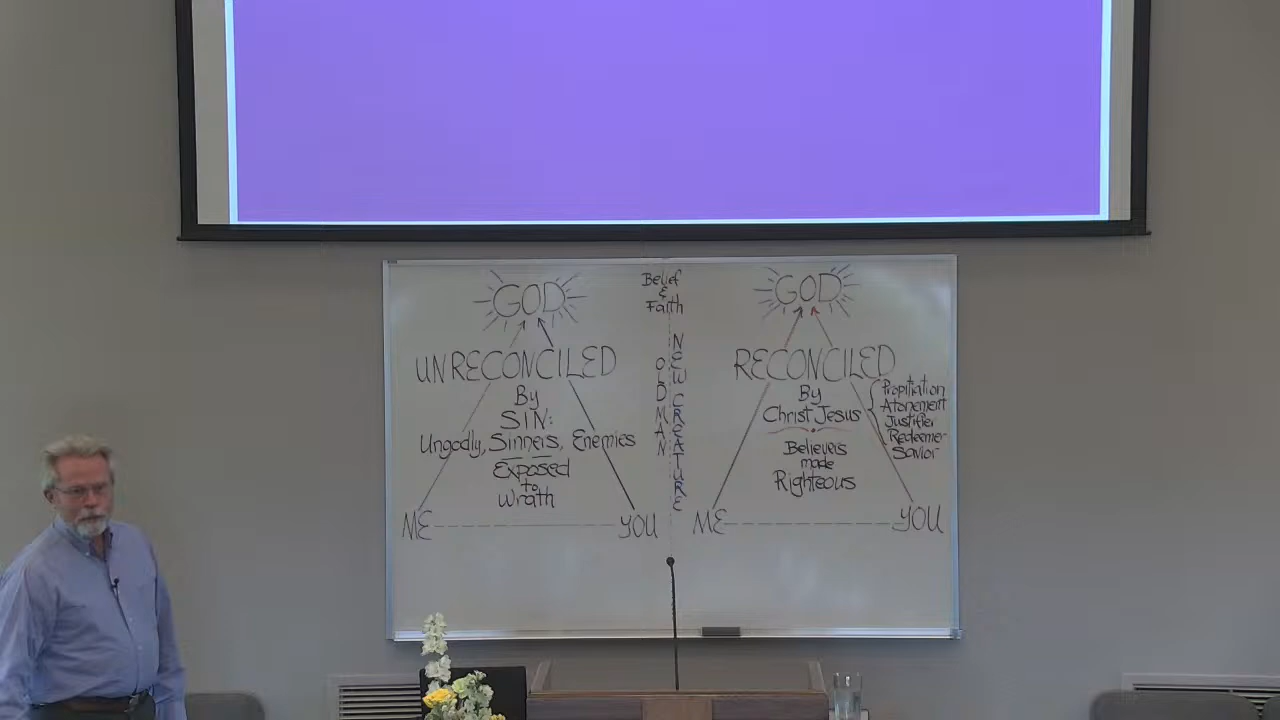 GOD
UNRECONCILED
By
SIN:
Ungodly, Sinners, Enemies
Exposed
to
Wrath
ME
YOU
Belief
&
Faith
OLD MAN
NEW CREATURE
GOD
RECONCILED
By
Christ Jesus
Propitiation
Atonement
Justifier
Redeemer
Savior
Believers
made
Righteous
ME
YOU